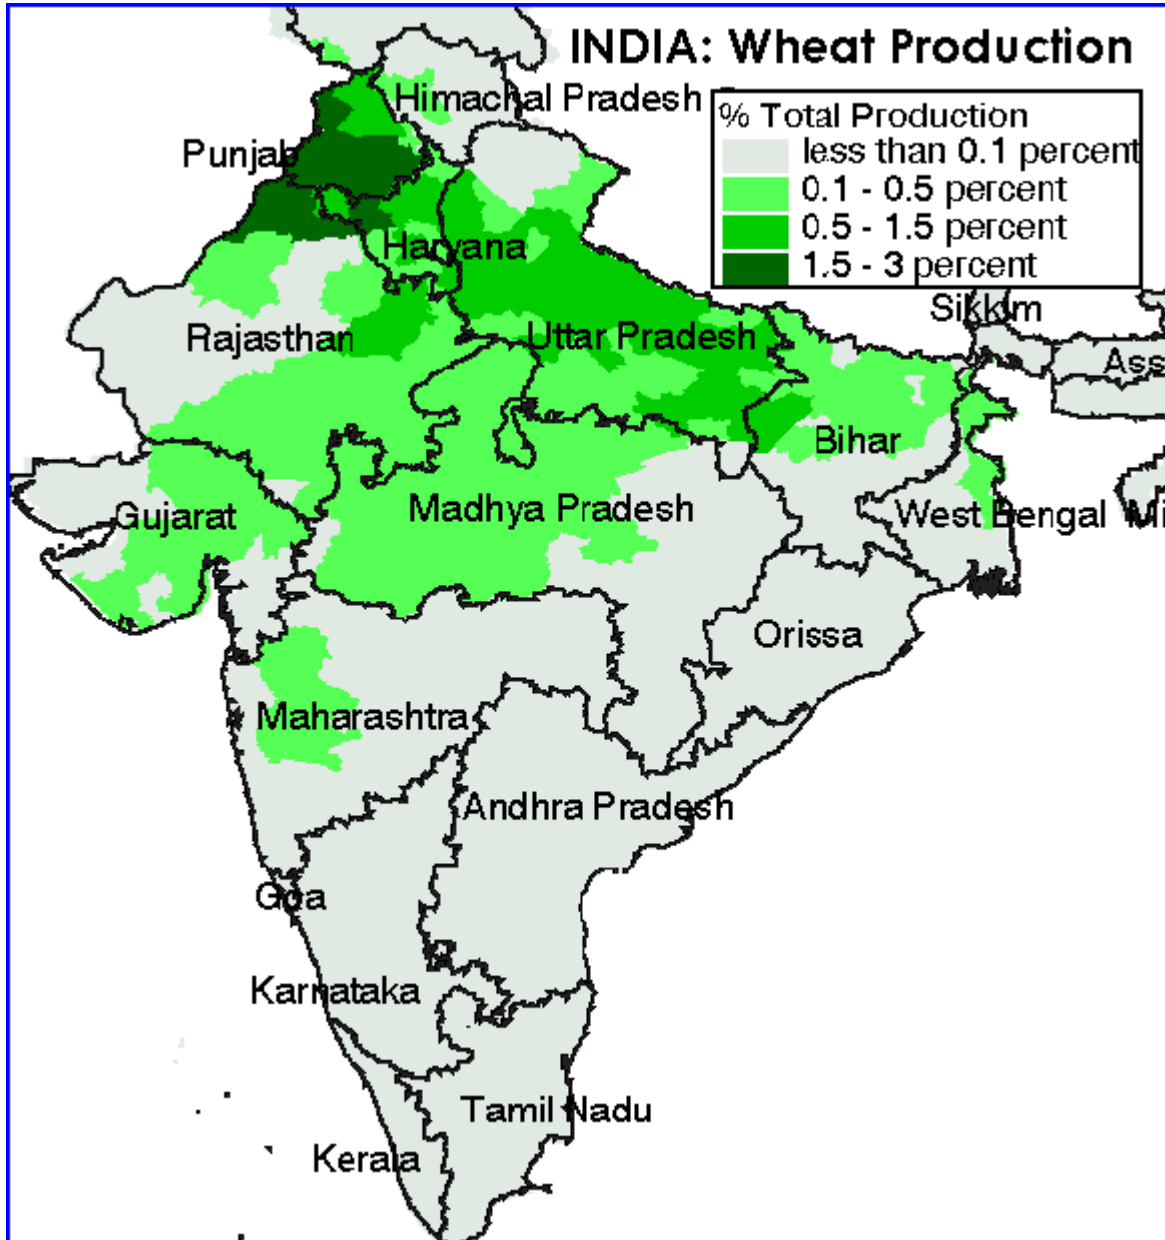 INDIA: Wheat Production
Himachal Pradesh
% Total Production
less than 0.1 percent
0.1 - 0.5 percent
0.5 - 1.5 percent
1.5 - 3 percent
Punjab
Haryana
Sikkim
Rajasthan
Uttar Pradesh
Ass
Bihar
Gujarat
Madhya Pradesh
West Bengal
Mi
Orissa
Maharashtra
Andhra Pradesh
Goa
Karnataka
Tamil Nadu
Kerala